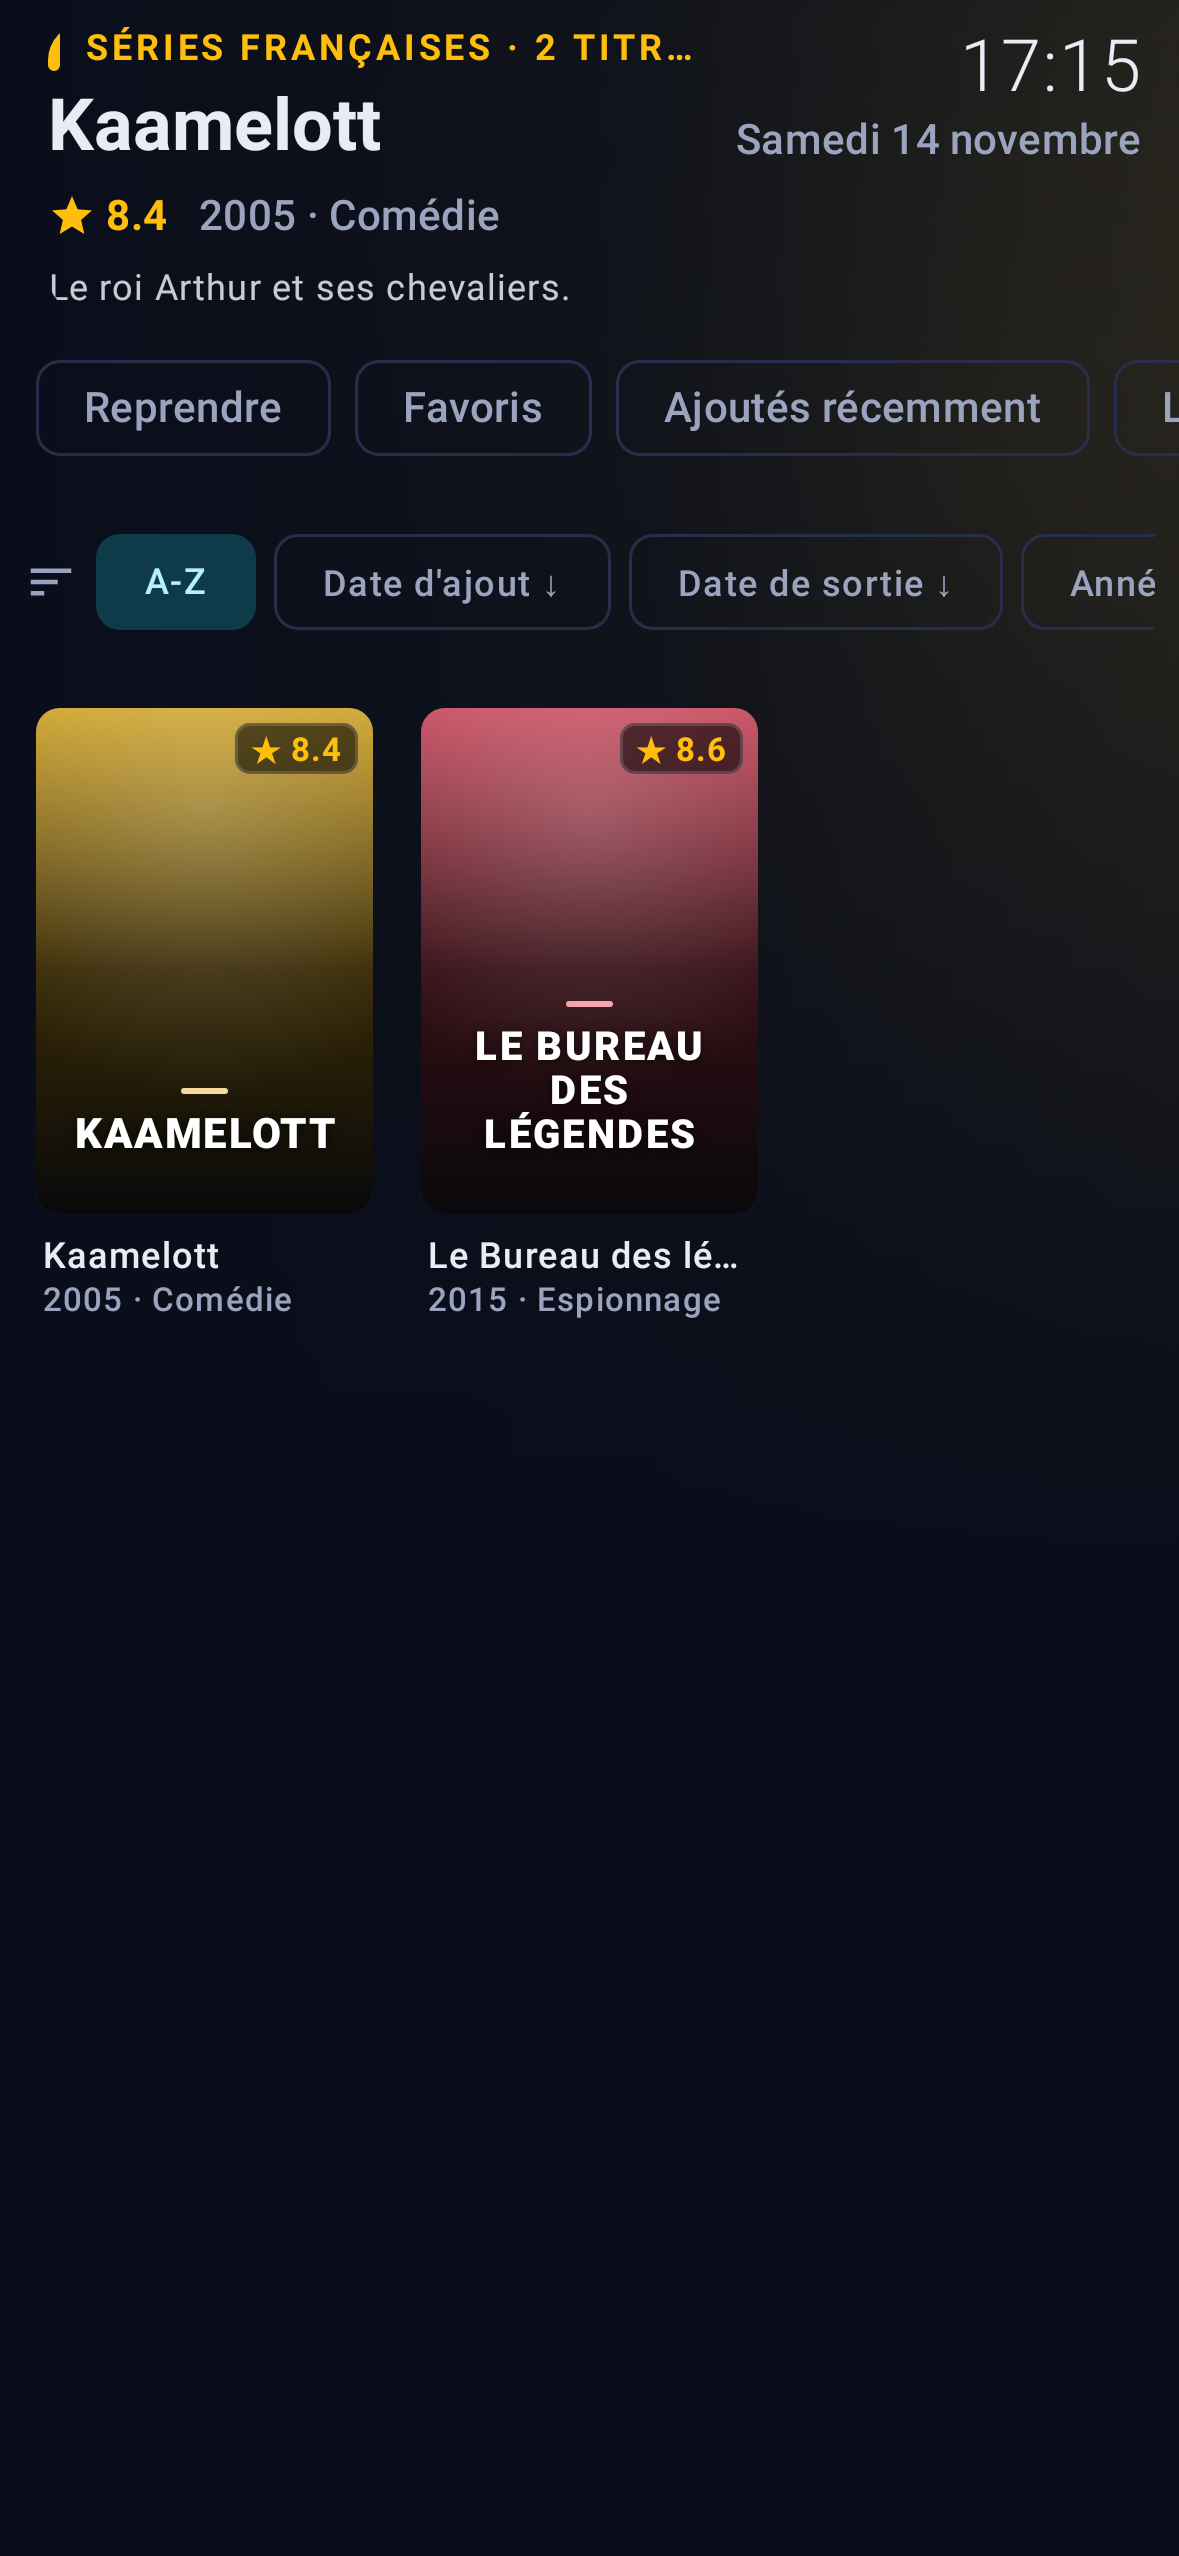 SÉRIES FRANÇAISES · 2 TITR…
17:15
Kaamelott
Samedi 14 novembre
★ 8.4 2005 · Comédie
Le roi Arthur et ses chevaliers.
Reprendre Favoris Ajoutés récemment L
A-Z Date d'ajout ↓ Date de sortie ↓ Anné
★ 8.4
KAAMELOTT
Kaamelott
2005 · Comédie
★ 8.6
LE BUREAU
DES
LÉGENDES
Le Bureau des lé…
2015 · Espionnage